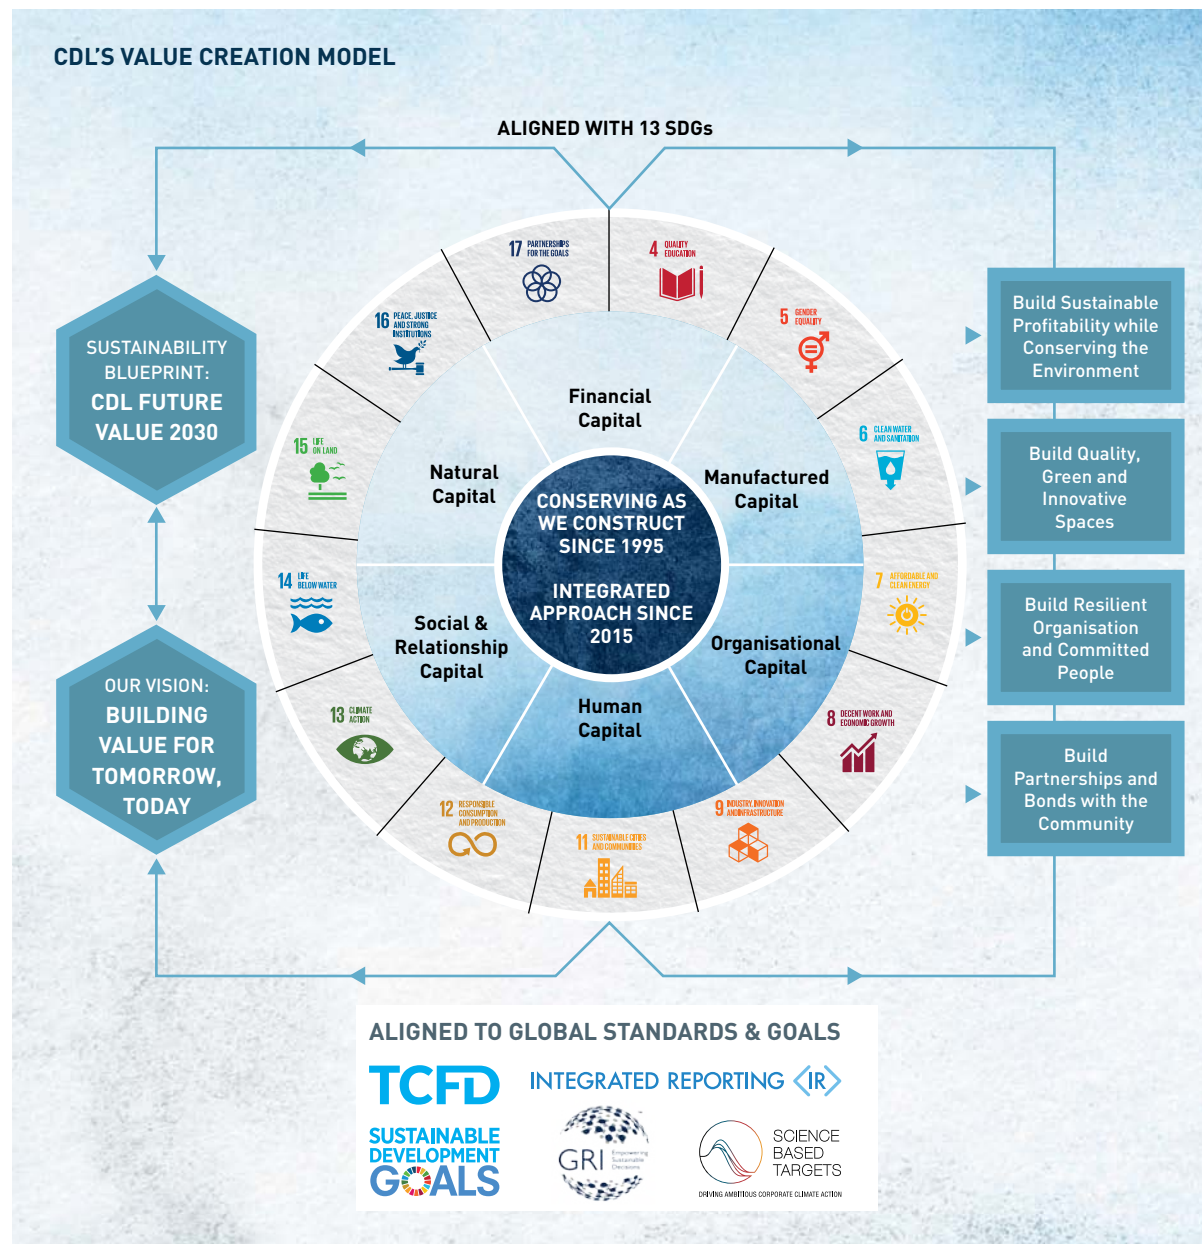 CDL'S VALUE CREATION MODEL
ALIGNED WITH 13 SDGs
17 PARTNERSHIPS
FOR THE GOALS
4 QUALITY
EDUCATION
5 GENDER
EQUALITY
6 CLEAN WATER
AND SANITATION
7 AFFORDABLE AND
CLEAN ENERGY
8 DECENT WORK AND
ECONOMIC GROWTH
9 INDUSTRY, INNOVATION
AND INFRASTRUCTURE
11 SUSTAINABLE CITIES
AND COMMUNITIES
12 RESPONSIBLE
CONSUMPTION
AND PRODUCTION
13 CLIMATE
ACTION
14 LIFE
BELOW WATER
15 LIFE
ON LAND
16 PEACE, JUSTICE
AND STRONG
INSTITUTIONS
SUSTAINABILITY
BLUEPRINT:
CDL FUTURE
VALUE 2030
OUR VISION:
BUILDING
VALUE FOR
TOMORROW,
TODAY
Financial
Capital
Manufactured
Capital
Organisational
Capital
Human
Capital
Social &
Relationship
Capital
Natural
Capital
CONSERVING AS
WE CONSTRUCT
SINCE 1995
INTEGRATED
APPROACH SINCE
2015
Build Sustainable
Profitability while
Conserving the
Environment
Build Quality,
Green and
Innovative
Spaces
Build Resilient
Organisation
and Committed
People
Build
Partnerships and
Bonds with the
Community
ALIGNED TO GLOBAL STANDARDS & GOALS
TCFD
INTEGRATED REPORTING <IR>
SUSTAINABLE
DEVELOPMENT
GOALS
GRI
Empowering
Sustainable
Decisions
SCIENCE
BASED
TARGETS
DRIVING AMBITIOUS CORPORATE CLIMATE ACTION